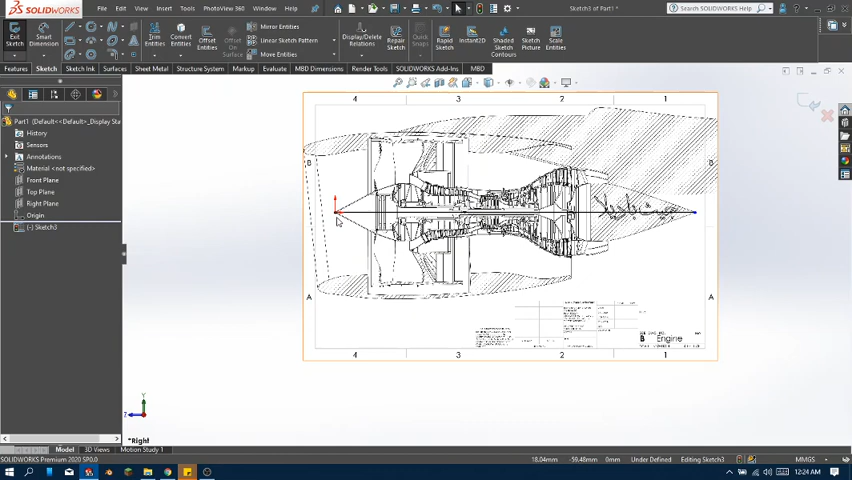 SOLIDWORKS File Edit View Insert Tools Window Sketch3 of Part1 * Search Commands
Exit Sketch Smart Dimension Trim Entities Convert Entities Offset Entities Offset On Surface Mirror Entities Linear Sketch Pattern Move Entities Display/Delete Relations Repair Sketch Quick Snaps Rapid Sketch Instant2D Shaded Sketch Contours Sketch Picture Scale Entities
Features Sketch Sketch Ink Surfaces Sheet Metal Structure System Markup Evaluate MBD Dimensions Render Tools SOLIDWORKS Add-Ins MBD
Part1 (Default<<Default>_Display Sta
History
Sensors
Annotations
Material <not specified>
Front Plane
Top Plane
Right Plane
Origin
(-) Sketch3
4 3 2 1
B B
A A
B Engine
4 3 2 1
Y
Z
*Right
Model 3D Views Motion Study 1
SOLIDWORKS Premium 2020 SP0.0 18.04mm -59.48mm 0mm Under Defined Editing Sketch3 MMGS
12:24 AM